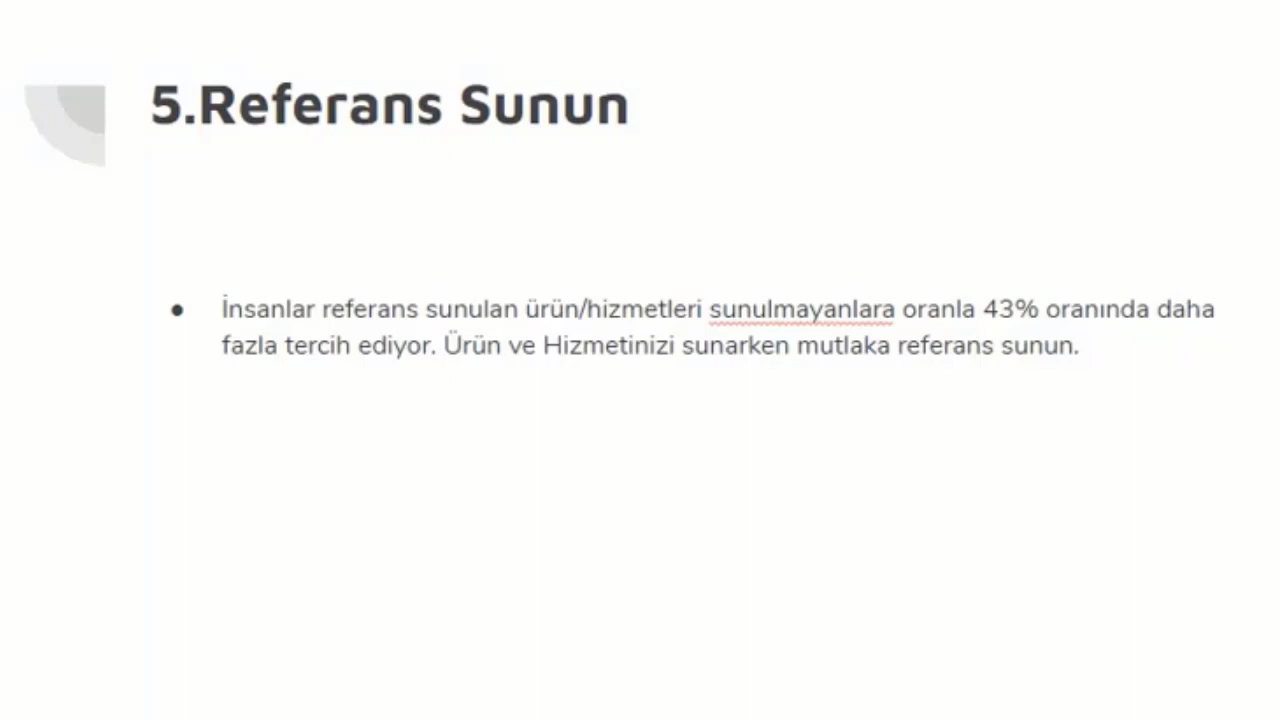 5.Referans Sunun
● İnsanlar referans sunulan ürün/hizmetleri sunulmayanlara oranla 43% oranında daha
fazla tercih ediyor. Ürün ve Hizmetinizi sunarken mutlaka referans sunun.